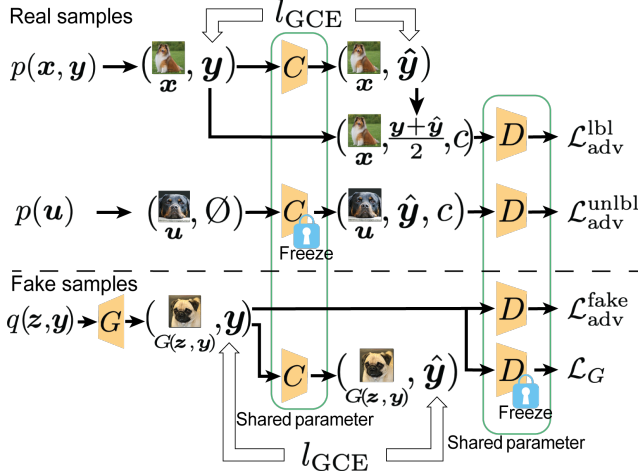 Real samples
l_GCE
p(x, y) → (x, y) → C → (x, ŷ)
(x, (y+ŷ)/2, c) → D → ℒ_adv^lbl
p(u) → (u, ∅) → C → (u, ŷ, c) → D → ℒ_adv^unlbl
Freeze
Fake samples
q(z, y) → G → (G(z, y), y) → D → ℒ_adv^fake
C → (G(z, y), ŷ) D → ℒ_G
Freeze
Shared parameter
Shared parameter
l_GCE